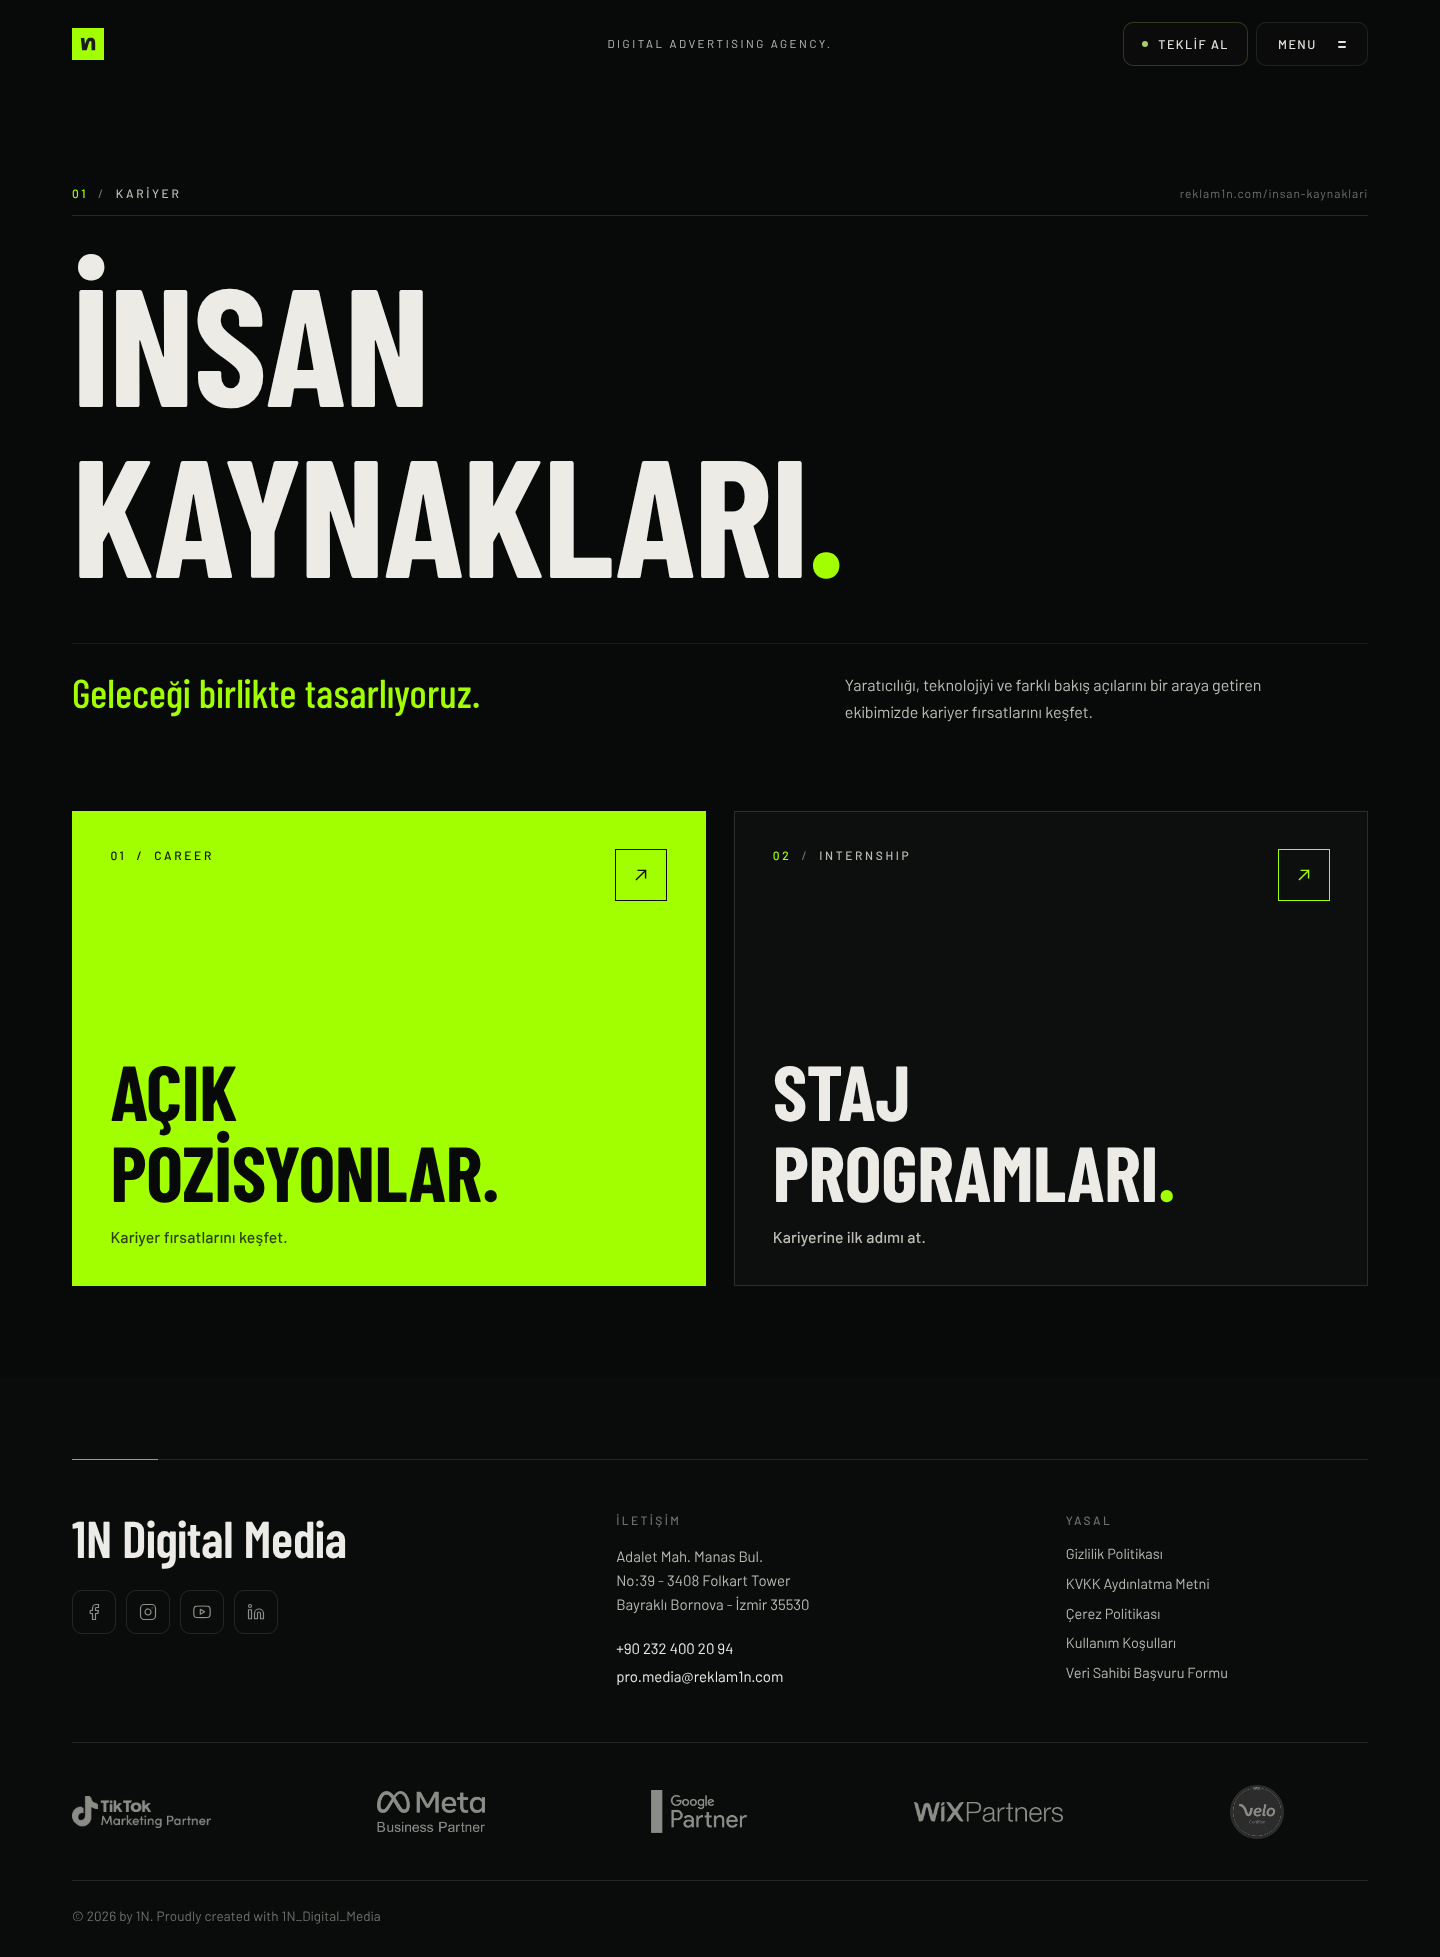 n
DIGITAL ADVERTISING AGENCY.
TEKLİF AL
MENU
01 / KARİYER
reklam1n.com/insan-kaynaklari
İNSAN
KAYNAKLARI.
Geleceği birlikte tasarlıyoruz.
Yaratıcılığı, teknolojiyi ve farklı bakış açılarını bir araya getiren
ekibimizde kariyer fırsatlarını keşfet.
01 / CAREER
AÇIK
POZİSYONLAR.
Kariyer fırsatlarını keşfet.
02 / INTERNSHIP
STAJ
PROGRAMLARI.
Kariyerine ilk adımı at.
1N Digital Media
İLETİŞİM
Adalet Mah. Manas Bul.
No:39 - 3408 Folkart Tower
Bayraklı Bornova - İzmir 35530
+90 232 400 20 94
pro.media@reklam1n.com
YASAL
Gizlilik Politikası
KVKK Aydınlatma Metni
Çerez Politikası
Kullanım Koşulları
Veri Sahibi Başvuru Formu
TikTok
Marketing Partner
Meta
Business Partner
Google
Partner
WiXPartners
velo
© 2026 by 1N. Proudly created with 1N_Digital_Media